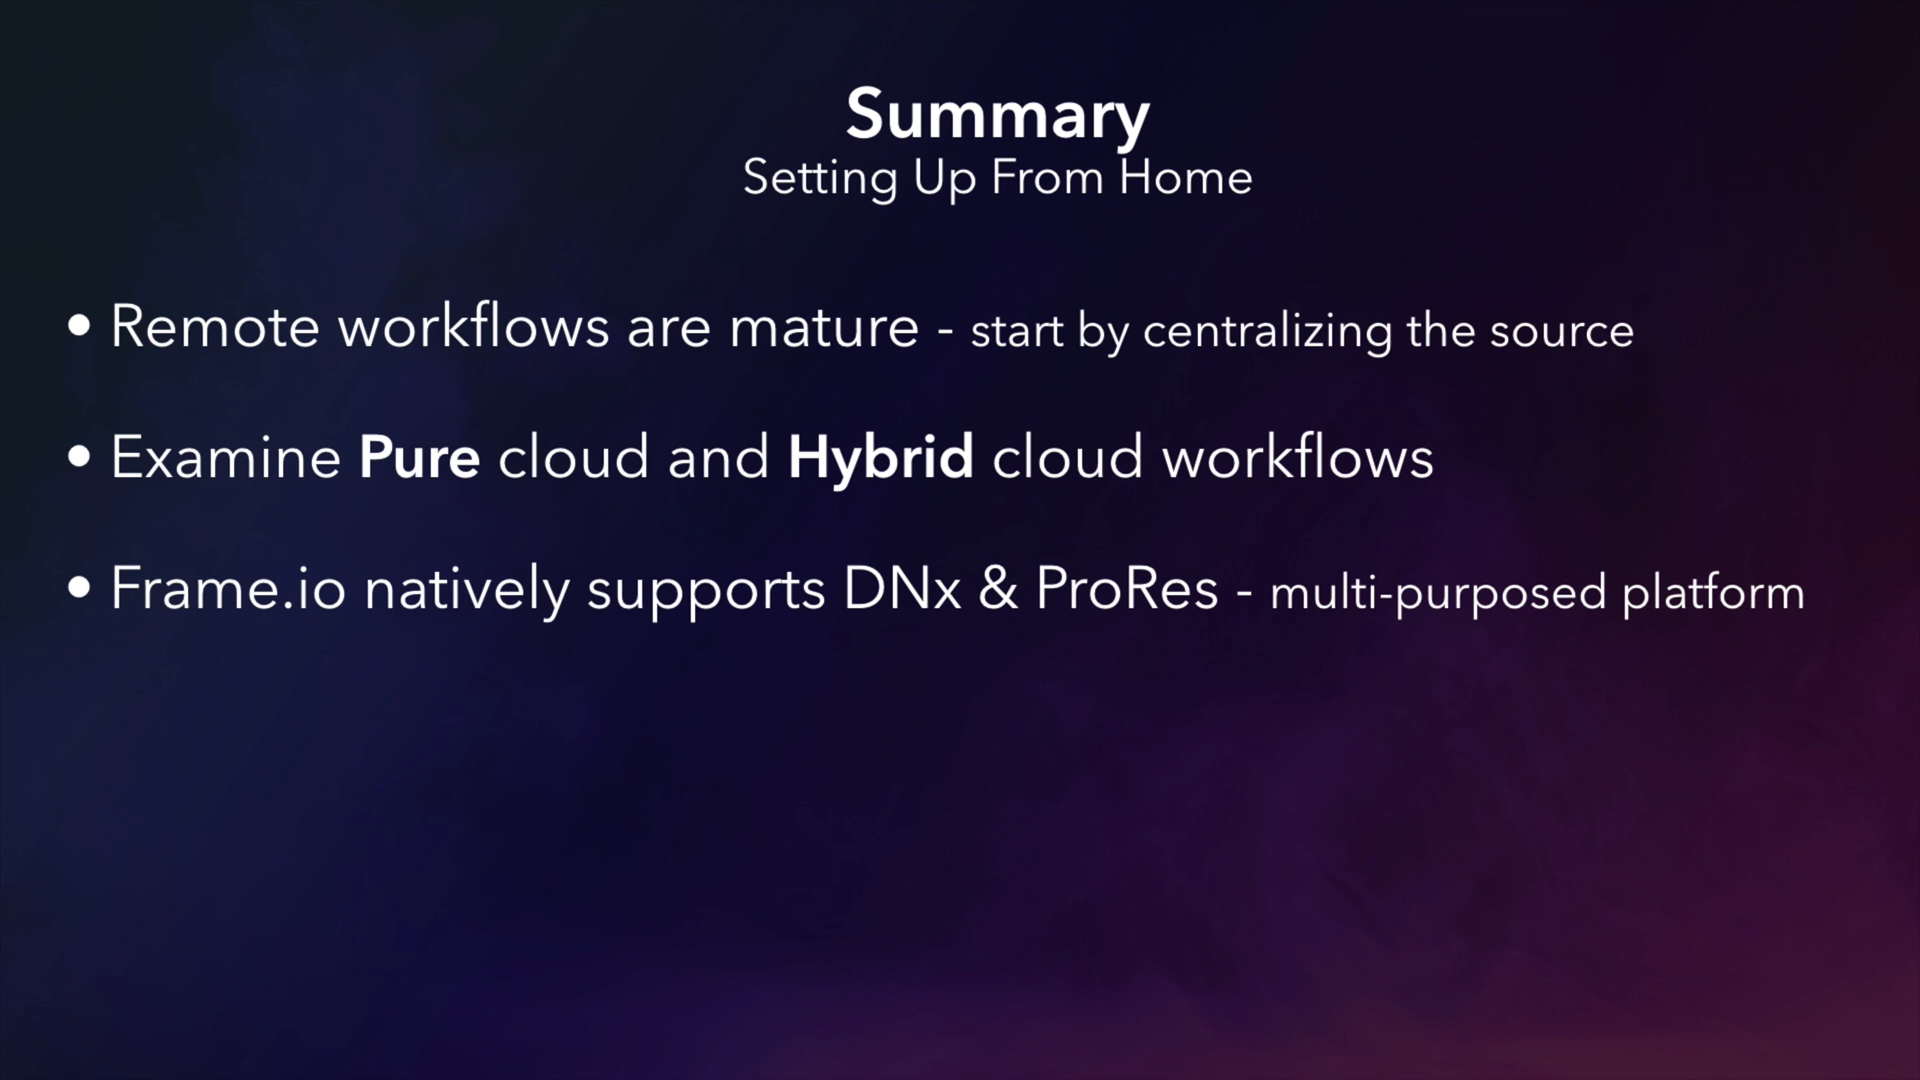 Summary
Setting Up From Home
• Remote workflows are mature - start by centralizing the source
• Examine Pure cloud and Hybrid cloud workflows
• Frame.io natively supports DNx & ProRes - multi-purposed platform